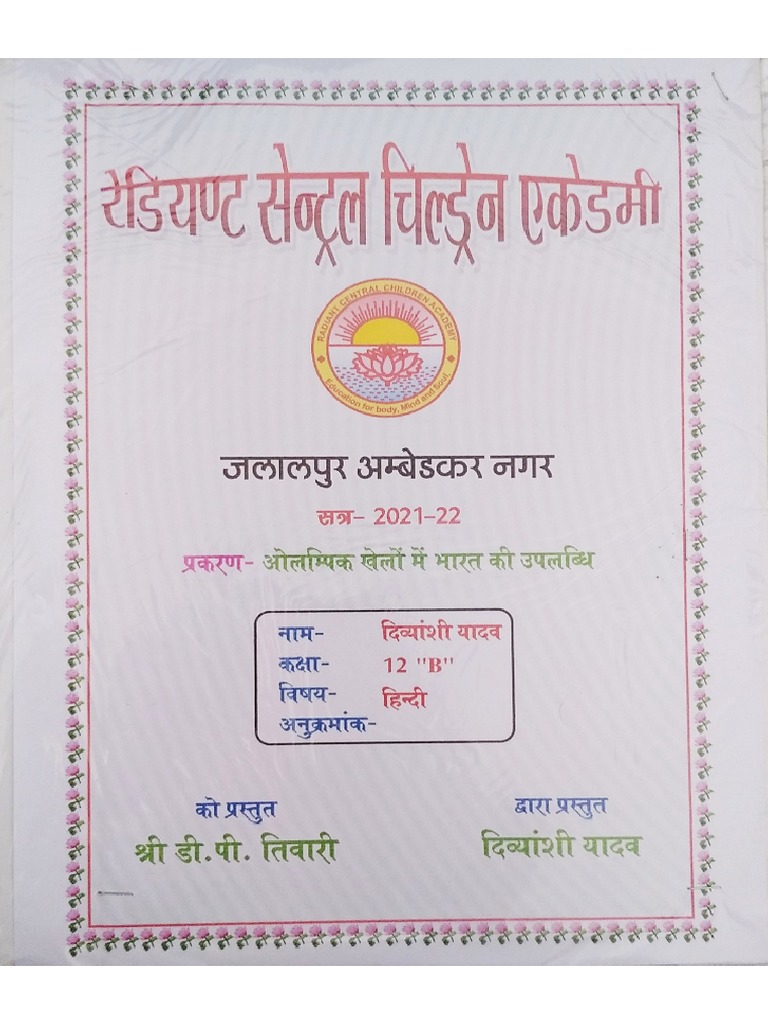 रेडियण्ट सेन्ट्रल चिल्ड्रेन एकेडमी
RADIANT CENTRAL CHILDREN ACADEMY
Education for body, Mind and Soul.
जलालपुर अम्बेडकर नगर
सत्र- 2021-22
प्रकरण- ओलम्पिक खेलों में भारत की उपलब्धि
नाम- दिव्यांशी यादव
कक्षा- 12 "B"
विषय- हिन्दी
अनुक्रमांक-
को प्रस्तुत द्वारा प्रस्तुत
श्री डी.पी. तिवारी दिव्यांशी यादव